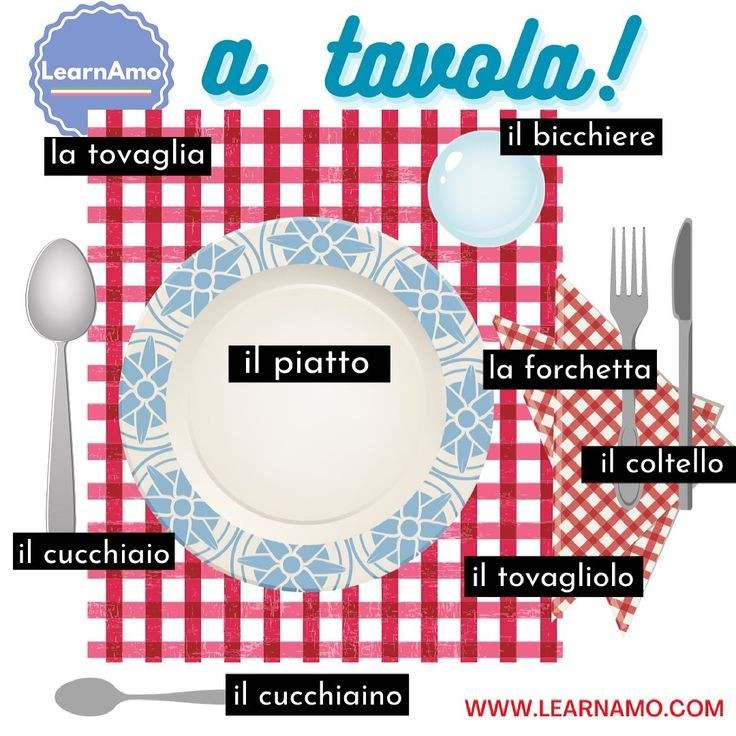 LearnAmo
a tavola!
il bicchiere
la tovaglia
il piatto
la forchetta
il coltello
il cucchiaio
il tovagliolo
il cucchiaino
WWW.LEARNAMO.COM